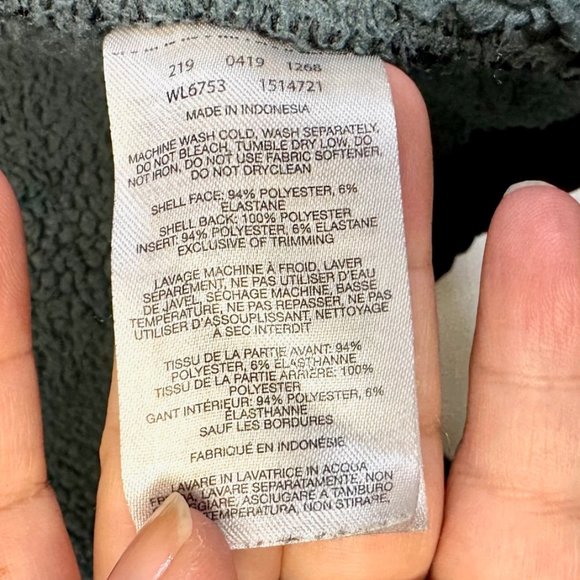 219 0419 1268
WL6753 1514721
MADE IN INDONESIA
MACHINE WASH COLD, WASH SEPARATELY,
DO NOT BLEACH, TUMBLE DRY LOW, DO
NOT IRON, DO NOT USE FABRIC SOFTENER,
DO NOT DRYCLEAN
SHELL FACE: 94% POLYESTER, 6%
ELASTANE
SHELL BACK: 100% POLYESTER
INSERT: 94% POLYESTER, 6% ELASTANE
EXCLUSIVE OF TRIMMING
LAVAGE MACHINE À FROID, LAVER
SÉPARÉMENT, NE PAS UTILISER D'EAU
DE JAVEL, SÉCHAGE MACHINE, BASSE
TEMPÉRATURE, NE PAS REPASSER, NE PAS
UTILISER D'ASSOUPLISSANT, NETTOYAGE
À SEC INTERDIT
TISSU DE LA PARTIE AVANT: 94%
POLYESTER, 6% ÉLASTHANNE
TISSU DE LA PARTIE ARRIÈRE: 100%
POLYESTER
GANT INTÉRIEUR: 94% POLYESTER, 6%
ÉLASTHANNE
SAUF LES BORDURES
FABRIQUÉ EN INDONÉSIE
LAVARE IN LAVATRICE IN ACQUA
LAVARE SEPARATAMENTE, NON
ASCIUGARE A TAMBURO
TEMPERATURA, NON STIRARE,